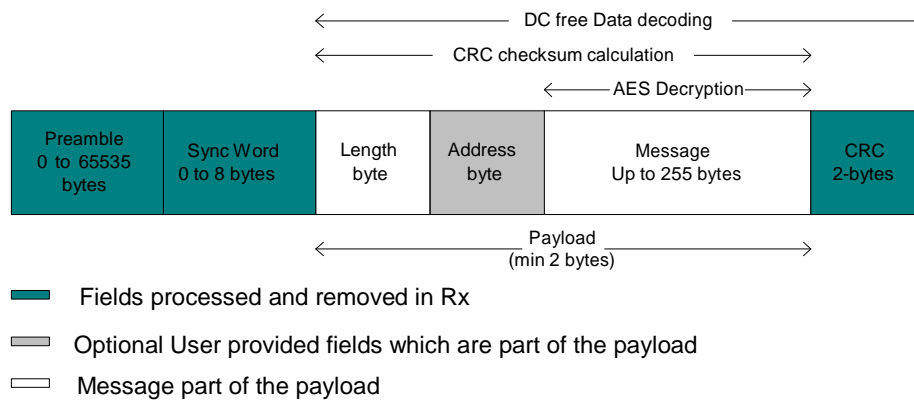 DC free Data decoding
CRC checksum calculation
AES Decryption
Preamble
0 to 65535
bytes
Sync Word
0 to 8 bytes
Length
byte
Address
byte
Message
Up to 255 bytes
CRC
2-bytes
Payload
(min 2 bytes)
Fields processed and removed in Rx
Optional User provided fields which are part of the payload
Message part of the payload